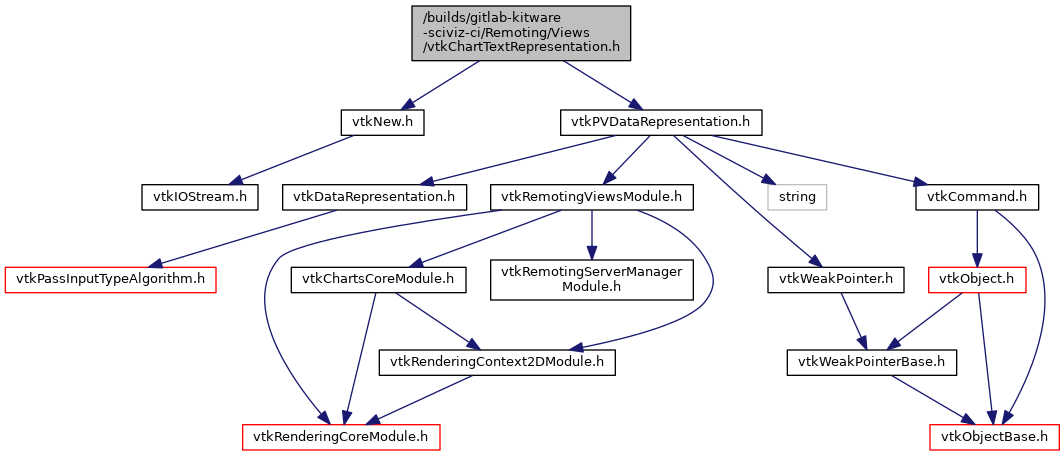 /builds/gitlab-kitware
-sciviz-ci/Remoting/Views
/vtkChartTextRepresentation.h
vtkNew.h
vtkPVDataRepresentation.h
vtkIOStream.h
vtkDataRepresentation.h
vtkRemotingViewsModule.h
string
vtkCommand.h
vtkPassInputTypeAlgorithm.h
vtkChartsCoreModule.h
vtkRemotingServerManager
Module.h
vtkWeakPointer.h
vtkObject.h
vtkRenderingContext2DModule.h
vtkWeakPointerBase.h
vtkRenderingCoreModule.h
vtkObjectBase.h